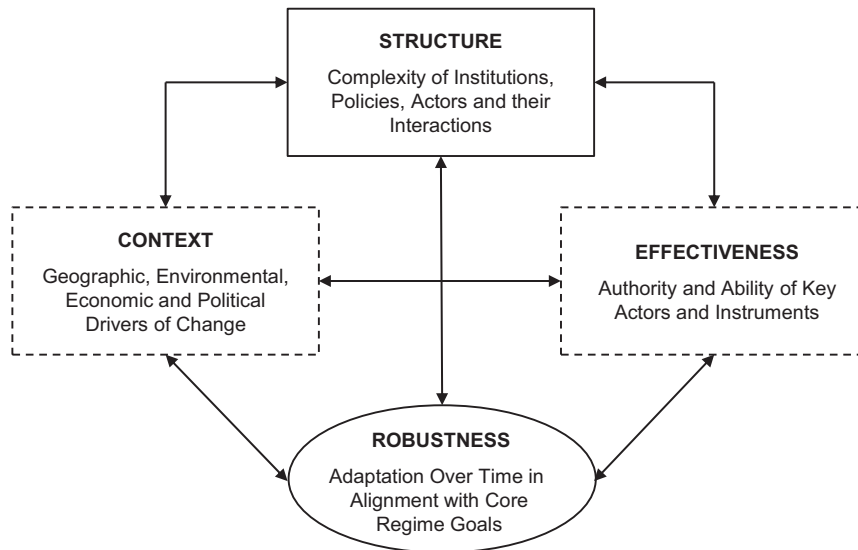 STRUCTURE
Complexity of Institutions,
Policies, Actors and their
Interactions
CONTEXT
Geographic, Environmental,
Economic and Political
Drivers of Change
EFFECTIVENESS
Authority and Ability of Key
Actors and Instruments
ROBUSTNESS
Adaptation Over Time in
Alignment with Core
Regime Goals